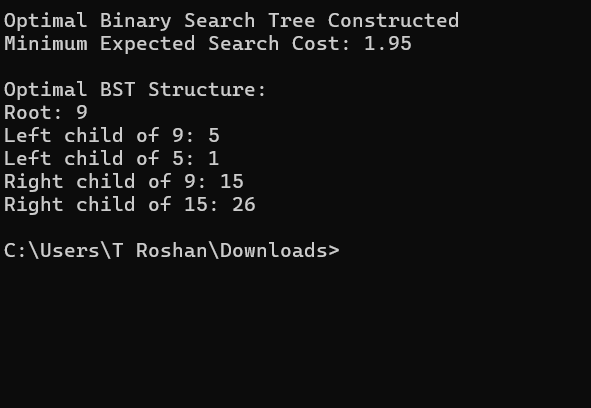 Optimal Binary Search Tree Constructed
Minimum Expected Search Cost: 1.95
Optimal BST Structure:
Root: 9
Left child of 9: 5
Left child of 5: 1
Right child of 9: 15
Right child of 15: 26
C:\Users\T Roshan\Downloads>